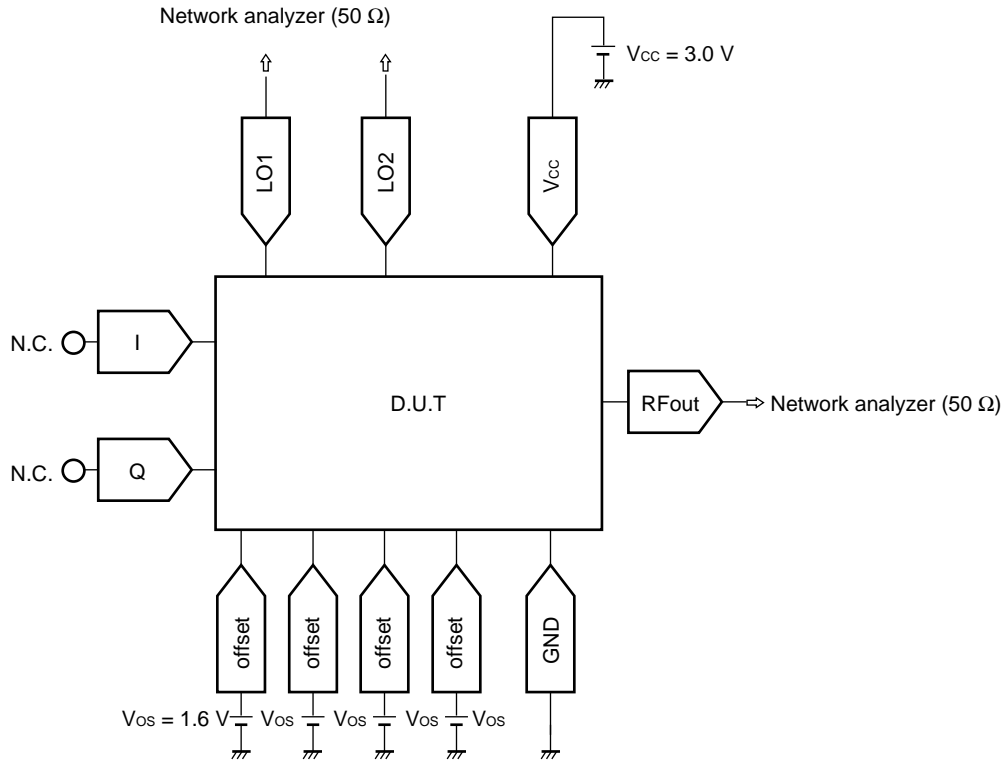 Network analyzer (50 Ω)
VCC = 3.0 V
LO1
LO2
VCC
N.C.
I
D.U.T
RFout
Network analyzer (50 Ω)
N.C.
Q
offset
offset
offset
offset
GND
VOS = 1.6 V
VOS
VOS
VOS
VOS